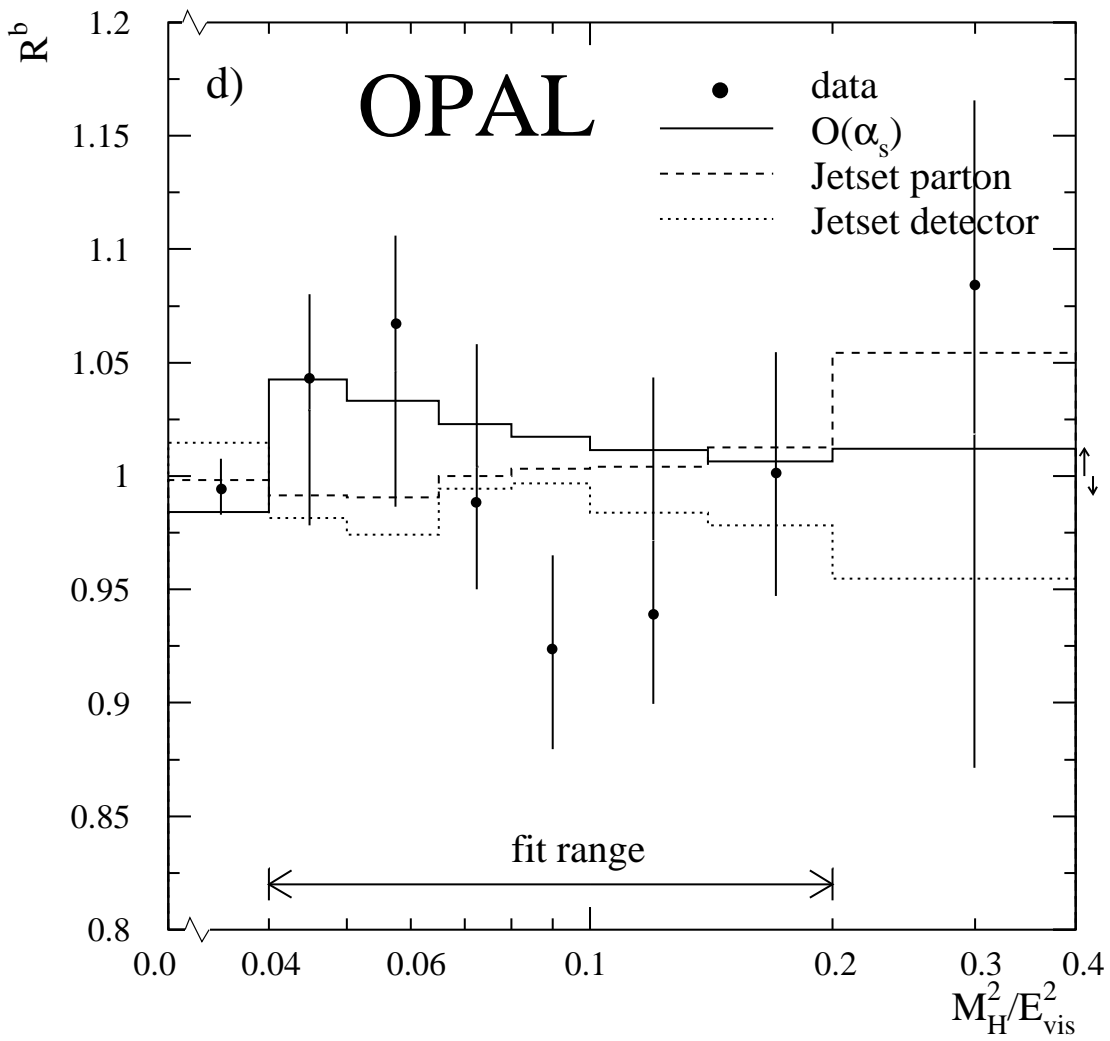 R^b
1.2
1.15
1.1
1.05
1
0.95
0.9
0.85
0.8
d)
OPAL
data
O(α_s)
Jetset parton
Jetset detector
fit range
0.0 0.04 0.06 0.1 0.2 0.3 0.4
M_H^2/E_vis^2